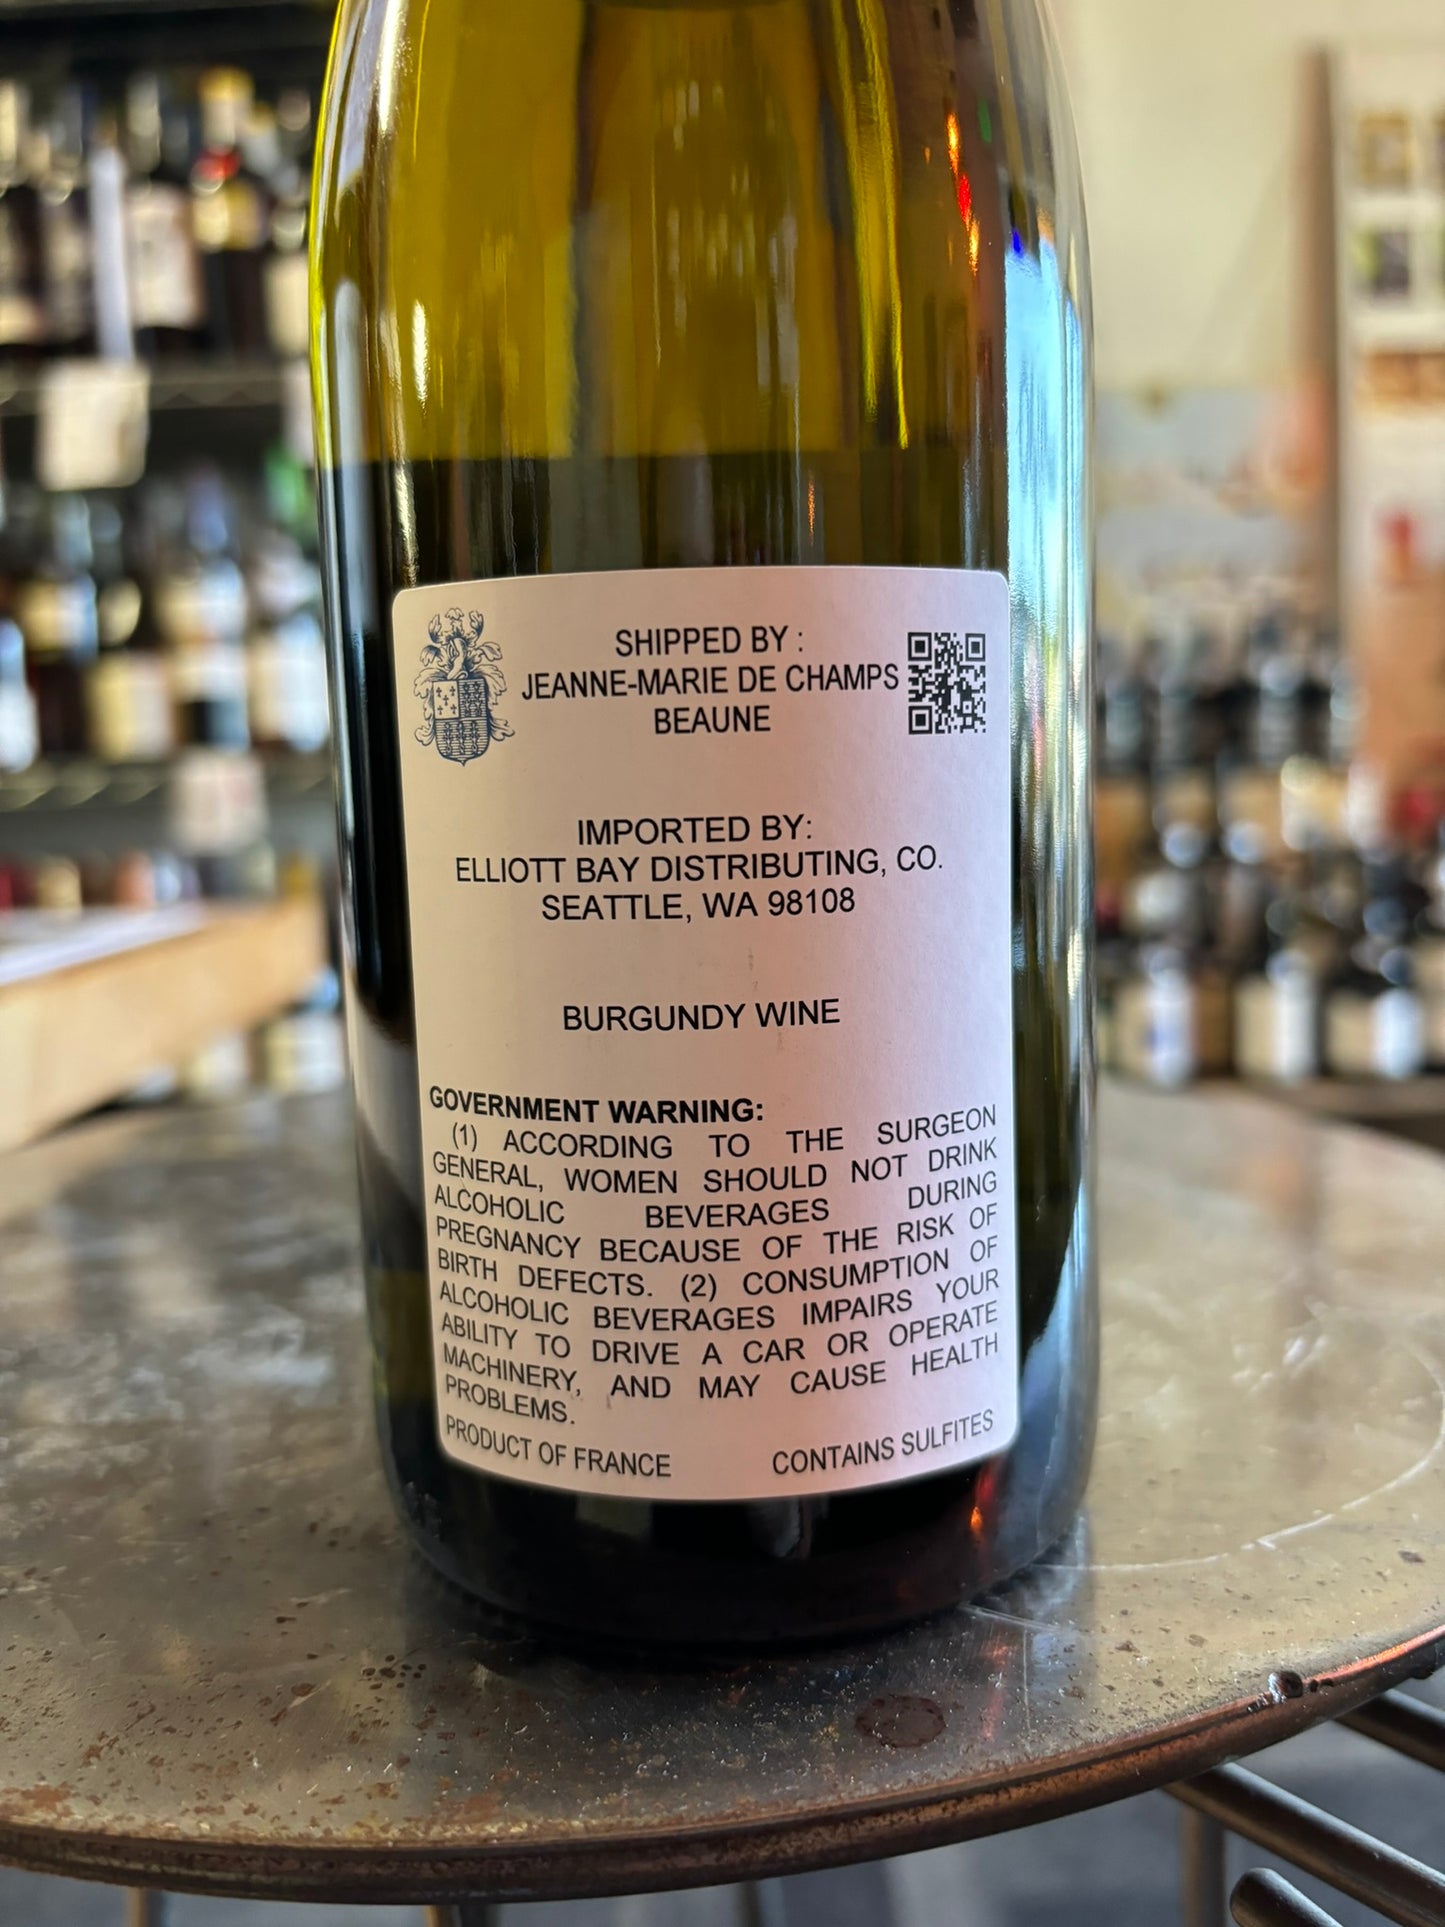 SHIPPED BY :
JEANNE-MARIE DE CHAMPS
BEAUNE
IMPORTED BY:
ELLIOTT BAY DISTRIBUTING, CO.
SEATTLE, WA 98108
BURGUNDY WINE
GOVERNMENT WARNING:
(1) ACCORDING TO THE SURGEON
GENERAL, WOMEN SHOULD NOT DRINK
ALCOHOLIC BEVERAGES DURING
PREGNANCY BECAUSE OF THE RISK OF
BIRTH DEFECTS. (2) CONSUMPTION OF
ALCOHOLIC BEVERAGES IMPAIRS YOUR
ABILITY TO DRIVE A CAR OR OPERATE
MACHINERY, AND MAY CAUSE HEALTH
PROBLEMS.
PRODUCT OF FRANCE CONTAINS SULFITES